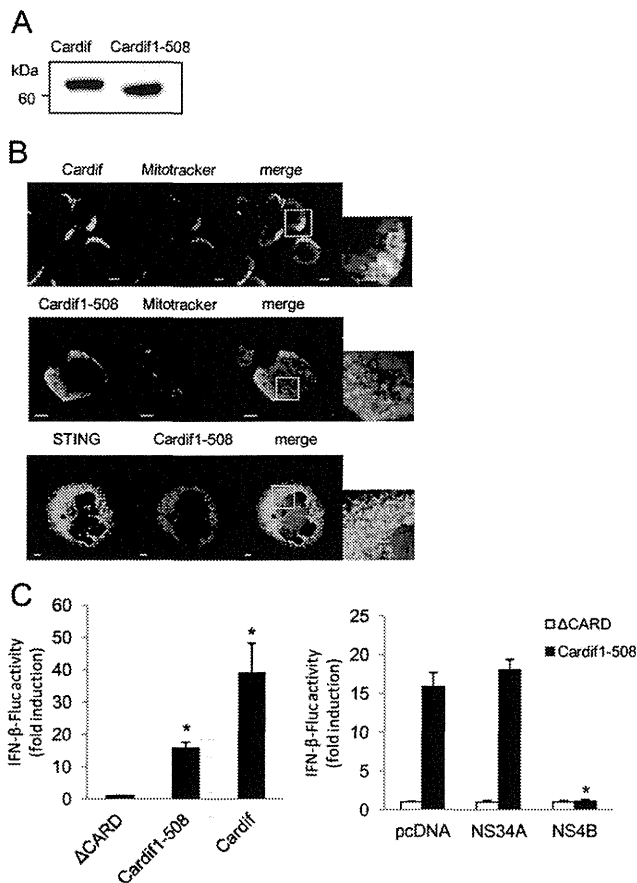 A
Cardif Cardif1-508
kDa
60
B
Cardif Mitotracker merge
Cardif1-508 Mitotracker merge
STING Cardif1-508 merge
C
IFN-β-Fluc activity
(fold induction)
60
50
40
30
20
10
0
*
*
ΔCARD
Cardif1-508
Cardif
IFN-β-Fluc activity
(fold induction)
25
20
15
10
5
0
ΔCARD
Cardif1-508
*
pcDNA NS34A NS4B